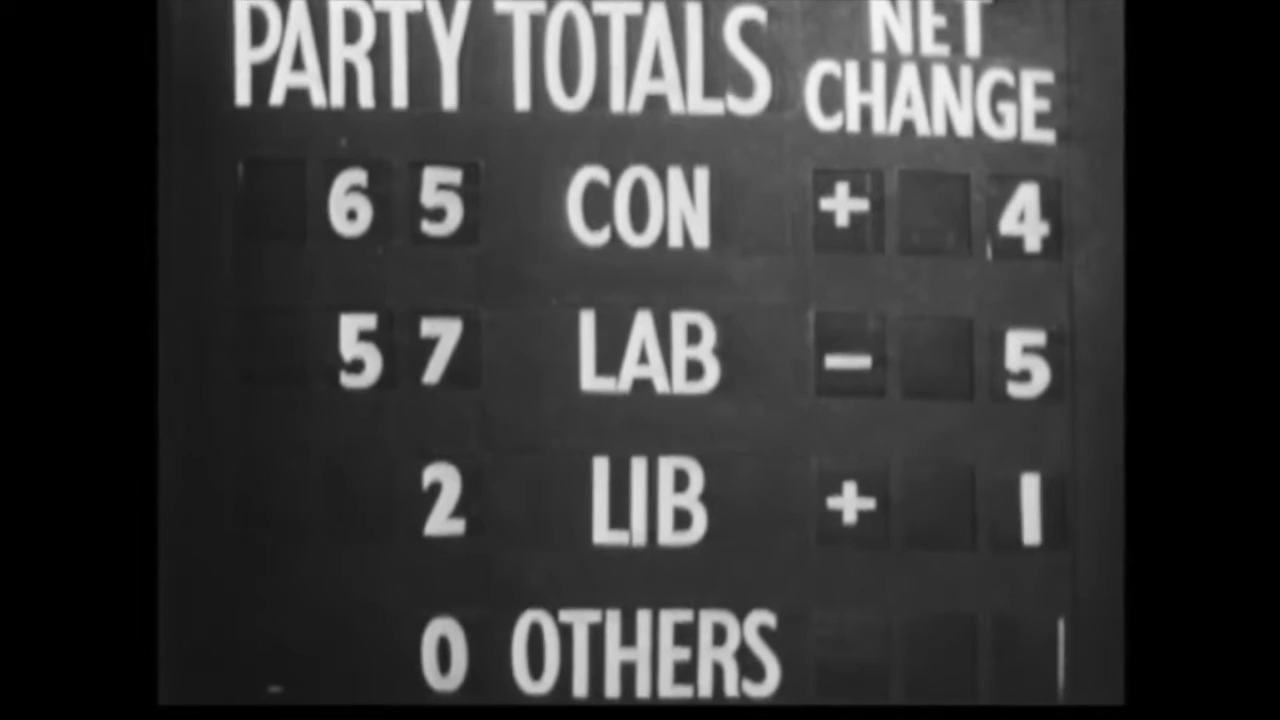 PARTY TOTALS NET CHANGE
65 CON + 4
57 LAB - 5
2 LIB + 1
0 OTHERS